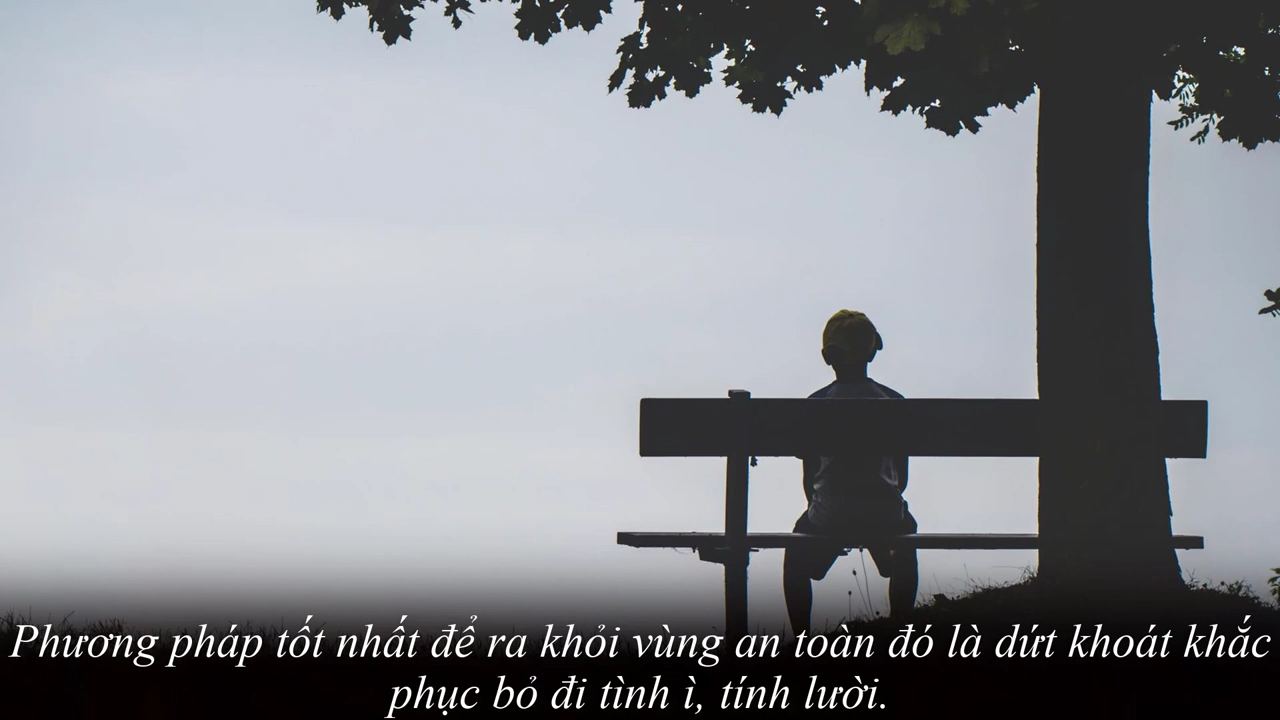 Phương pháp tốt nhất để ra khỏi vùng an toàn đó là dứt khoát khắc
phục bỏ đi tình ì, tính lười.